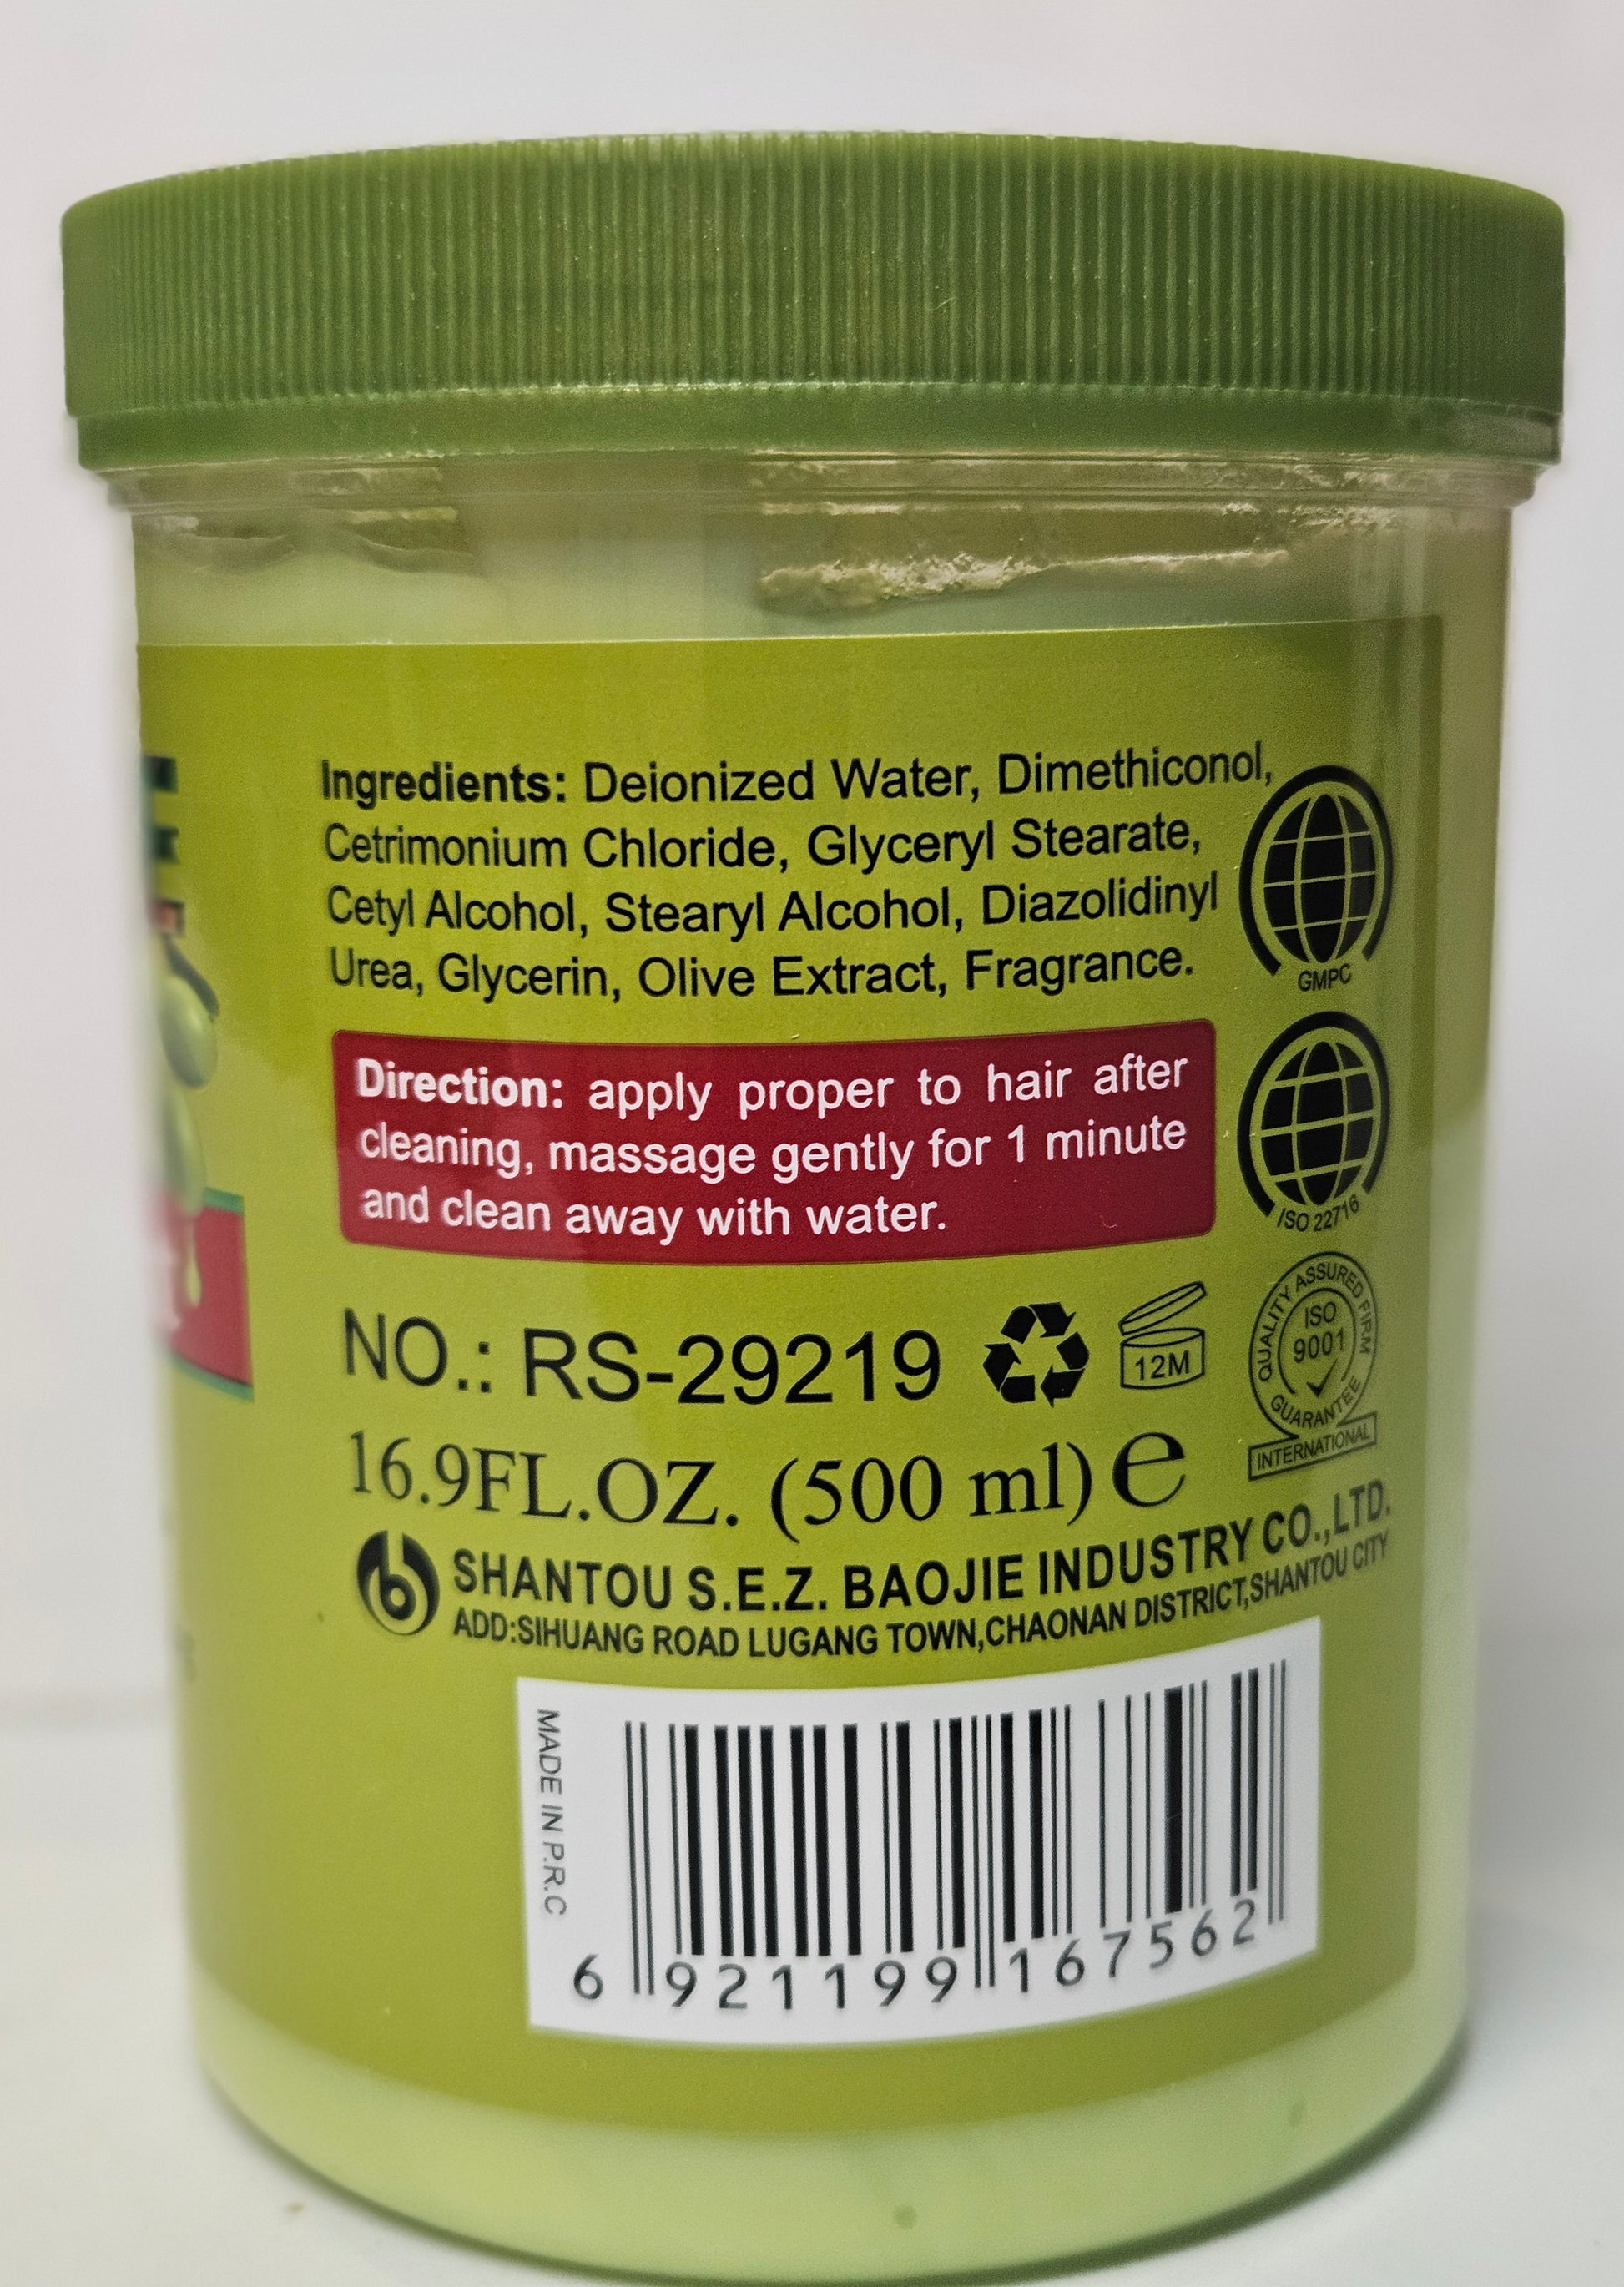 Ingredients: Deionized Water, Dimethiconol,
Cetrimonium Chloride, Glyceryl Stearate,
Cetyl Alcohol, Stearyl Alcohol, Diazolidinyl
Urea, Glycerin, Olive Extract, Fragrance.
GMPC
Direction: apply proper to hair after
cleaning, massage gently for 1 minute
and clean away with water.
ISO 22716
NO.: RS-29219
12M
QUALITY ASSURED FIRM
ISO
9001
GUARANTEE
INTERNATIONAL
16.9FL.OZ. (500 ml) e
SHANTOU S.E.Z. BAOJIE INDUSTRY CO.,LTD.
ADD:SIHUANG ROAD LUGANG TOWN,CHAONAN DISTRICT,SHANTOU CITY
MADE IN P.R.C
6 921199 167562